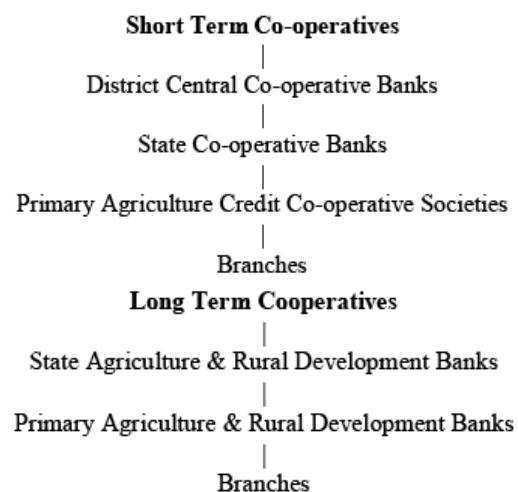 Short Term Co-operatives
District Central Co-operative Banks
State Co-operative Banks
Primary Agriculture Credit Co-operative Societies
Branches
Long Term Cooperatives
State Agriculture & Rural Development Banks
Primary Agriculture & Rural Development Banks
Branches